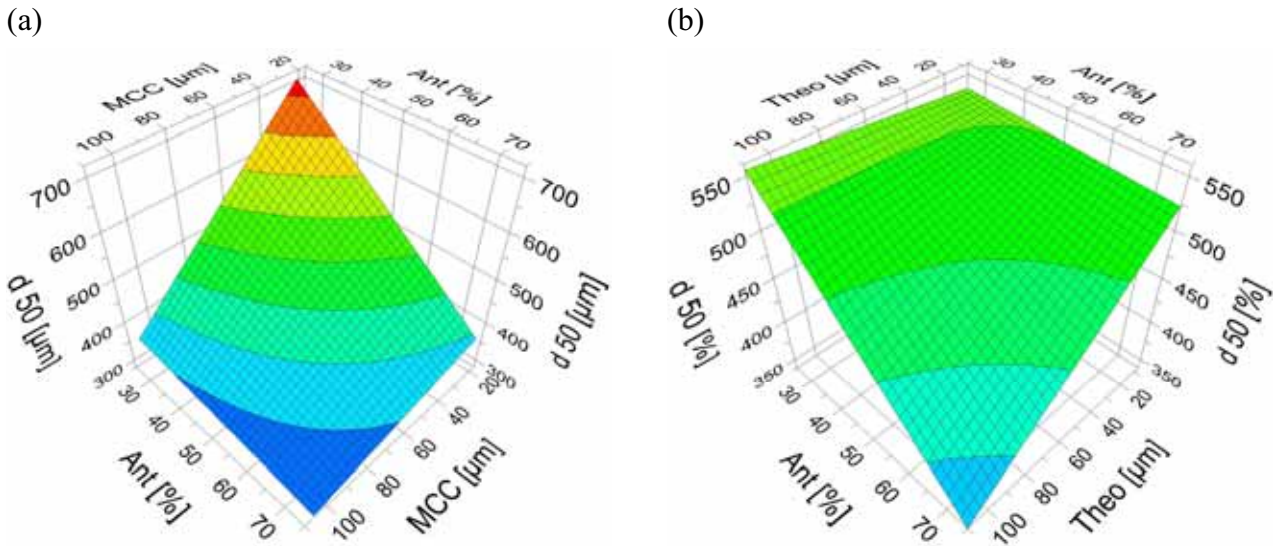 (a)
(b)
MCC [µm]
100 80 60 40 20
Ant [%]
30 40 50 60 70
700 600 500 400 300
d 50 [µm]
700 600 500 400 300
d 50 [µm]
30 40 50 60 70
Ant [%]
100 80 60 40 20
MCC [µm]
Theo [µm]
100 80 60 40 20
Ant [%]
30 40 50 60 70
550 500 450 400 350
d 50 [%]
550 500 450 400 350
d 50 [%]
30 40 50 60 70
Ant [%]
100 80 60 40 20
Theo [µm]